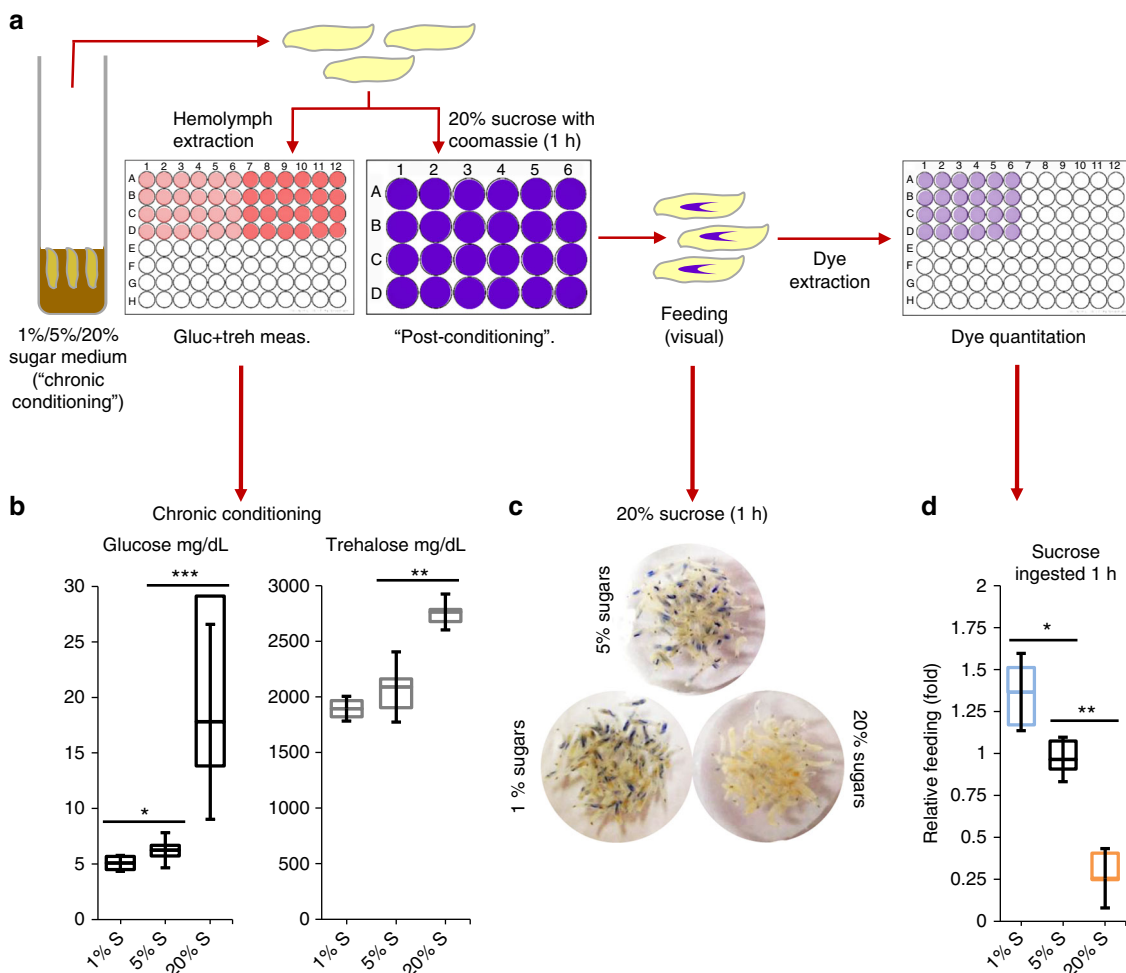 a
Hemolymph
extraction
20% sucrose with
coomassie (1 h)
1 2 3 4 5 6 7 8 9 10 11 12
A
B
C
D
E
F
G
H
1 2 3 4 5 6
A
B
C
D
1 2 3 4 5 6 7 8 9 10 11 12
A
B
C
D
E
F
G
H
Dye
extraction
1%/5%/20%
sugar medium
(“chronic
conditioning”)
Gluc+treh meas.
“Post-conditioning”.
Feeding
(visual)
Dye quantitation
b
Chronic conditioning
Glucose mg/dL
30
25
20
15
10
5
0
***
*
1% S
5% S
20% S
Trehalose mg/dL
3000
2500
2000
1500
1000
500
0
**
1% S
5% S
20% S
c
20% sucrose (1 h)
5% sugars
1 % sugars
20% sugars
d
Sucrose
ingested 1 h
Relative feeding (fold)
2
1.75
1.5
1.25
1
0.75
0.5
0.25
0
*
**
1% S
5% S
20% S